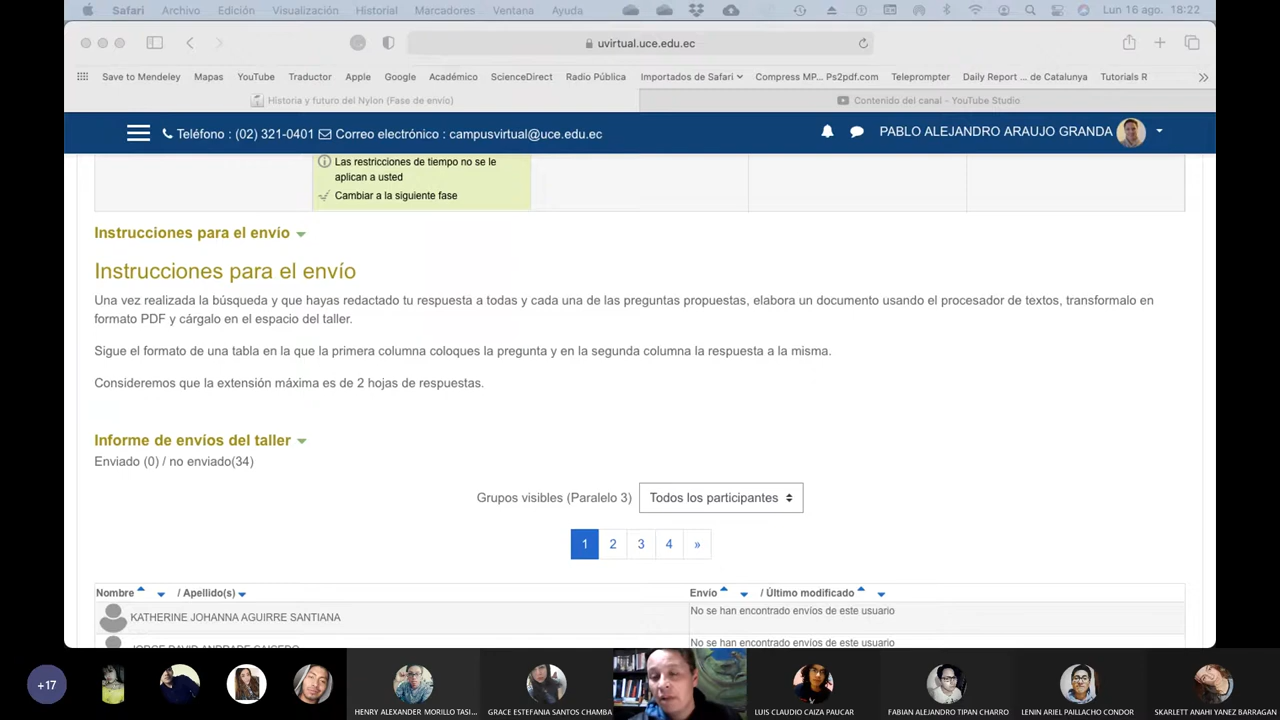 Safari Archivo Edición Visualización Historial Marcadores Ventana Ayuda Lun 16 ago. 18:22
uvirtual.uce.edu.ec
Save to Mendeley Mapas YouTube Traductor Apple Google Académico ScienceDirect Radio Pública Importados de Safari Compress MP... Ps2pdf.com Teleprompter Daily Report ... de Catalunya Tutorials R
Historia y futuro del Nylon (Fase de envío) Contenido del canal - YouTube Studio
Teléfono : (02) 321-0401 Correo electrónico : campusvirtual@uce.edu.ec PABLO ALEJANDRO ARAUJO GRANDA
Las restricciones de tiempo no se le
aplican a usted
Cambiar a la siguiente fase
Instrucciones para el envío
Instrucciones para el envío
Una vez realizada la búsqueda y que hayas redactado tu respuesta a todas y cada una de las preguntas propuestas, elabora un documento usando el procesador de textos, transformalo en
formato PDF y cárgalo en el espacio del taller.
Sigue el formato de una tabla en la que la primera columna coloques la pregunta y en la segunda columna la respuesta a la misma.
Consideremos que la extensión máxima es de 2 hojas de respuestas.
Informe de envíos del taller
Enviado (0) / no enviado(34)
Grupos visibles (Paralelo 3) Todos los participantes
1 2 3 4 »
Nombre / Apellido(s) Envío / Último modificado
KATHERINE JOHANNA AGUIRRE SANTIANA No se han encontrado envíos de este usuario
JORGE DAVID ANDRADE CAICEDO No se han encontrado envíos de este usuario
+17 HENRY ALEXANDER MORILLO TASI... GRACE ESTEFANIA SANTOS CHAMBA LUIS CLAUDIO CAIZA PAUCAR FABIAN ALEJANDRO TIPAN CHARRO LENIN ARIEL PAILLACHO CONDOR SKARLETT ANAHI YANEZ BARRAGAN